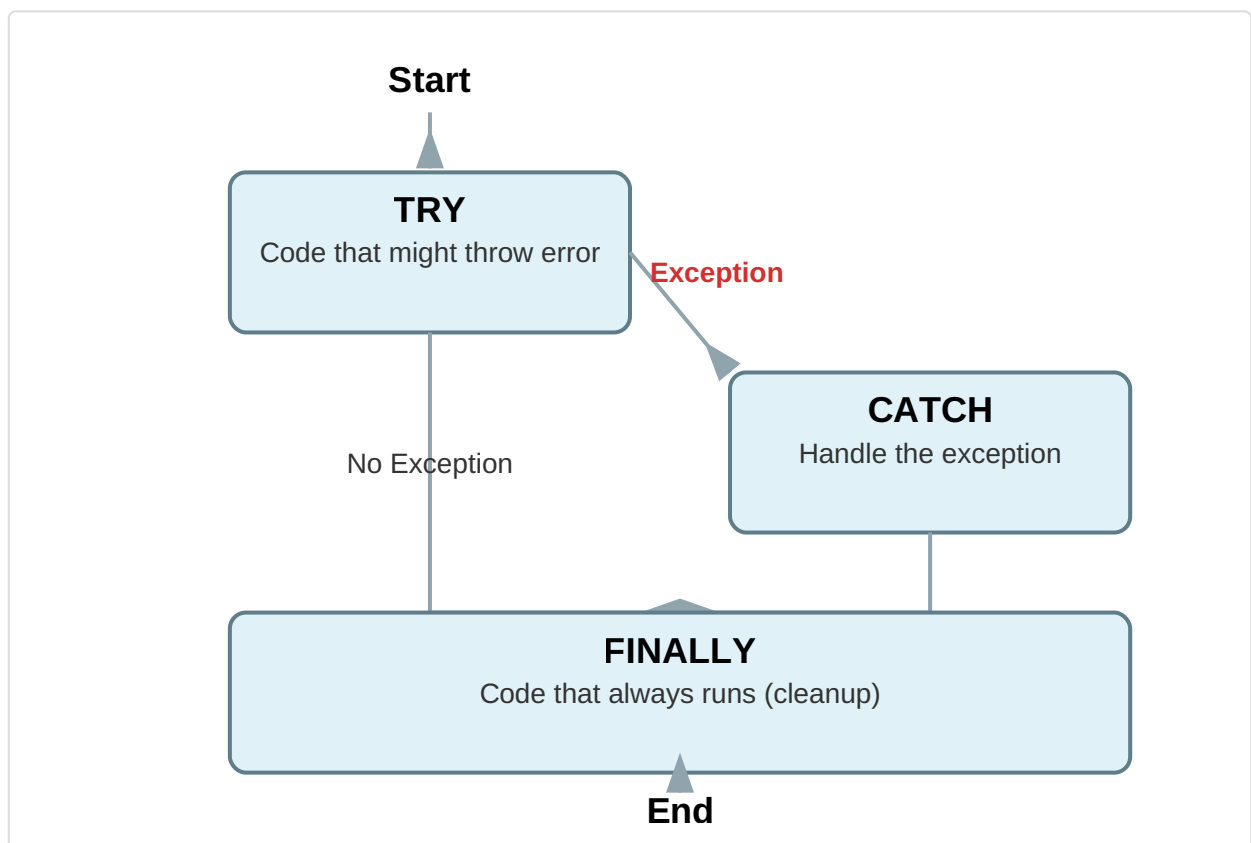 Start
TRY
Code that might throw error
Exception
CATCH
Handle the exception
No Exception
FINALLY
Code that always runs (cleanup)
End